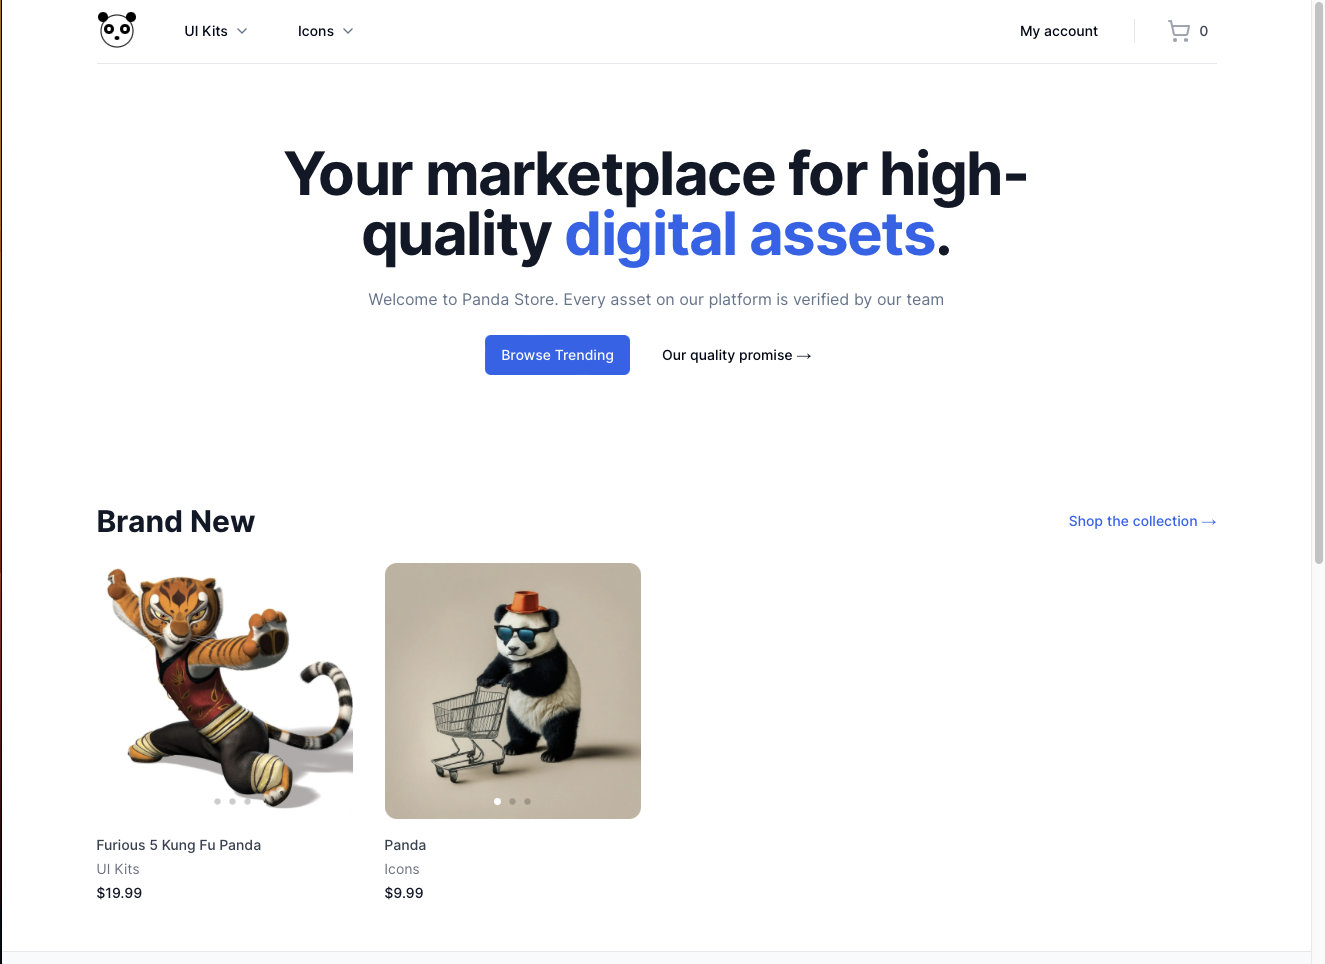 UI Kits
Icons
My account
0
Your marketplace for high-
quality digital assets.
Welcome to Panda Store. Every asset on our platform is verified by our team
Browse Trending
Our quality promise →
Brand New
Shop the collection →
Furious 5 Kung Fu Panda
UI Kits
$19.99
Panda
Icons
$9.99